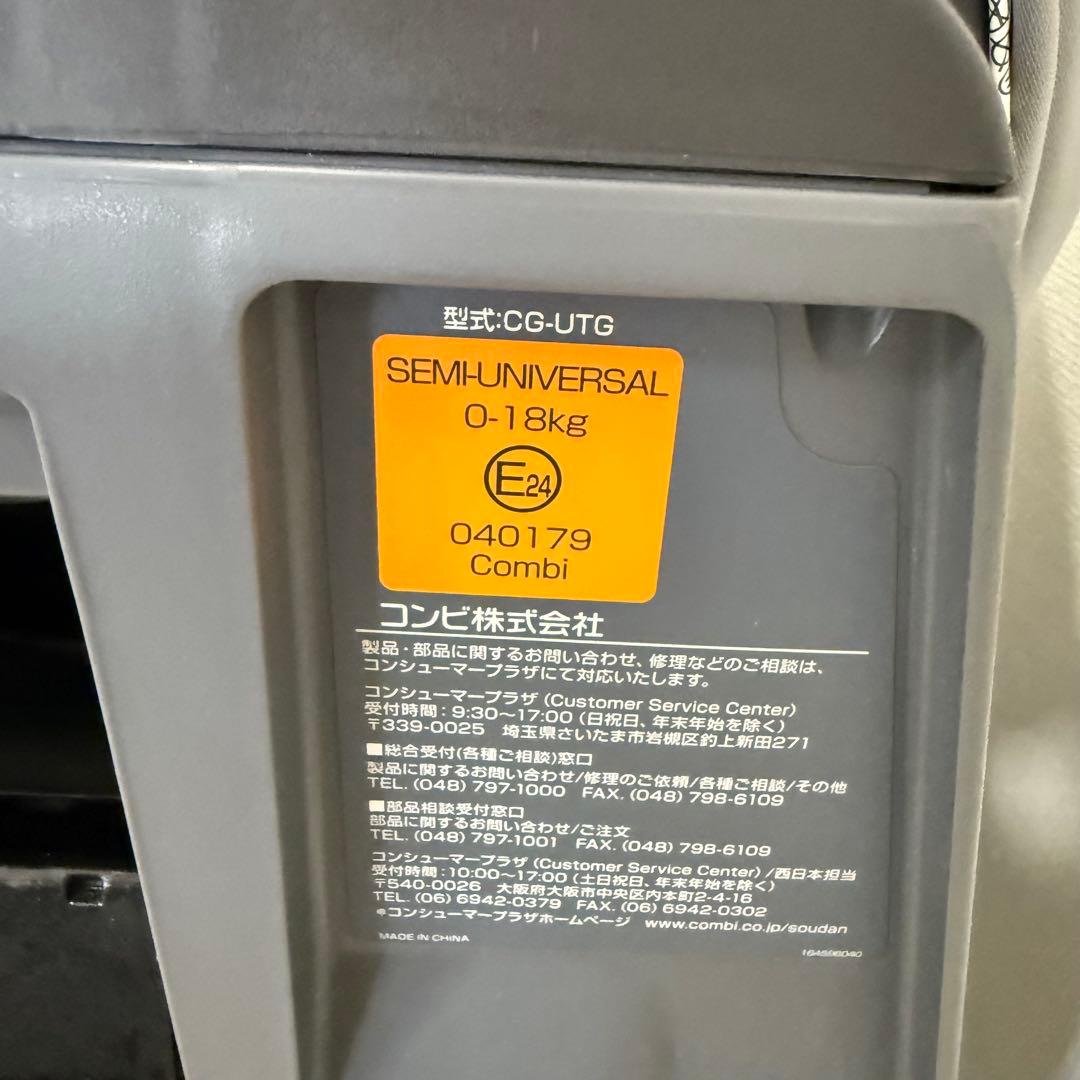 型式:CG-UTG
SEMI-UNIVERSAL
0-18kg
E24
040179
Combi
コンビ株式会社
製品・部品に関するお問い合わせ、修理などのご相談は、
コンシューマープラザにて対応いたします。
コンシューマープラザ (Customer Service Center)
受付時間:9:30〜17:00 (日祝日、年末年始を除く)
〒339-0025 埼玉県さいたま市岩槻区釣上新田271
■総合受付(各種ご相談)窓口
製品に関するお問い合わせ/修理のご依頼/各種ご相談/その他
TEL. (048) 797-1000 FAX. (048) 798-6109
■部品相談受付窓口
部品に関するお問い合わせ/ご注文
TEL. (048) 797-1001 FAX. (048) 798-6109
コンシューマープラザ (Customer Service Center) /西日本担当
受付時間:10:00〜17:00 (土日祝日、年末年始を除く)
〒540-0026 大阪府大阪市中央区内本町2-4-16
TEL. (06) 6942-0379 FAX. (06) 6942-0302
※コンシューマープラザホームページ www.combi.co.jp/soudan
MADE IN CHINA
164596040